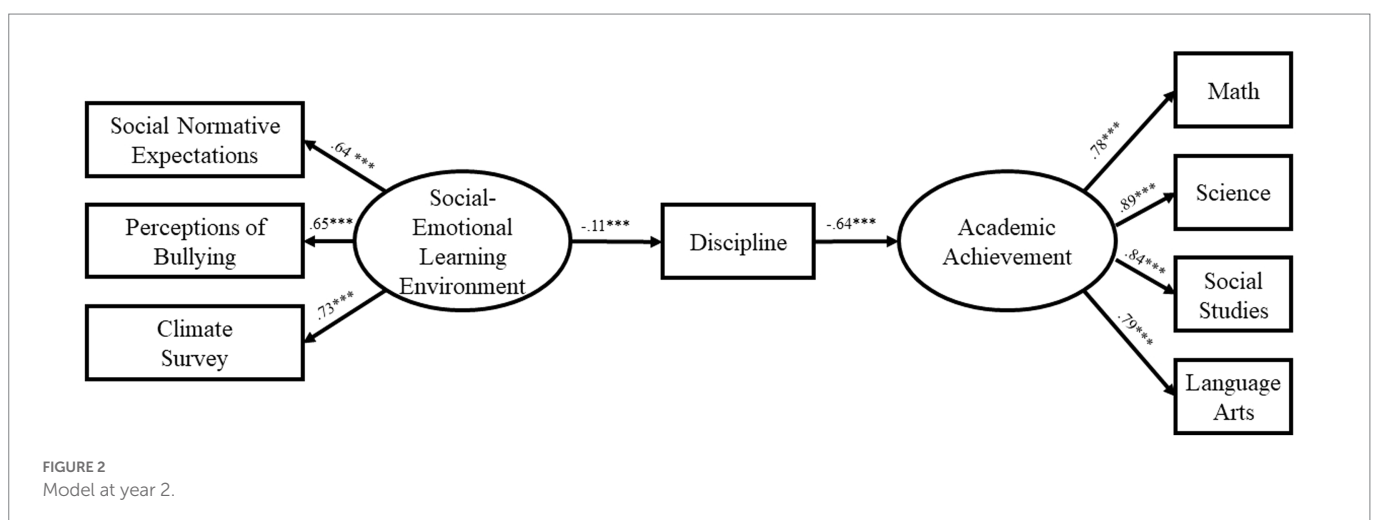 Social Normative
Expectations
Perceptions of
Bullying
Climate
Survey
.64 ***
.65***
.73***
Social-
Emotional
Learning
Environment
-.11***
Discipline
-.64***
Academic
Achievement
.78***
.89***
.84***
.79***
Math
Science
Social
Studies
Language
Arts
FIGURE 2
Model at year 2.